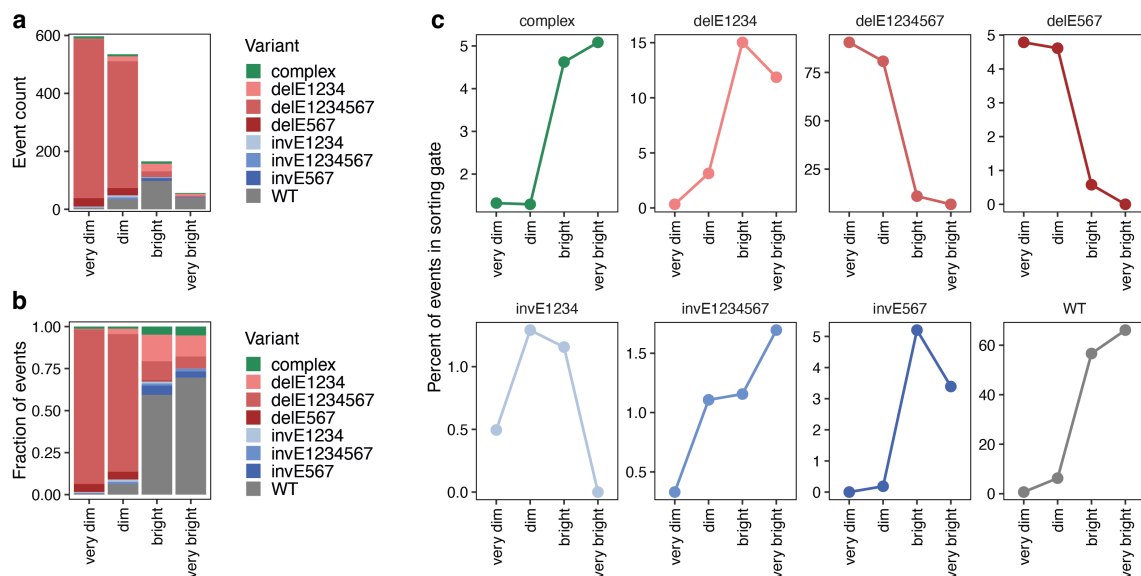 a
600
400
200
0
Event count
very dim
dim
bright
very bright
Variant
complex
delE1234
delE1234567
delE567
invE1234
invE1234567
invE567
WT
b
1.00
0.75
0.50
0.25
0.00
Fraction of events
very dim
dim
bright
very bright
Variant
complex
delE1234
delE1234567
delE567
invE1234
invE1234567
invE567
WT
c
Percent of events in sorting gate
complex
5
4
3
2
very dim
dim
bright
very bright
delE1234
15
10
5
0
very dim
dim
bright
very bright
delE1234567
75
50
25
very dim
dim
bright
very bright
delE567
5
4
3
2
1
0
very dim
dim
bright
very bright
invE1234
1.0
0.5
0.0
very dim
dim
bright
very bright
invE1234567
1.5
1.0
0.5
very dim
dim
bright
very bright
invE567
5
4
3
2
1
0
very dim
dim
bright
very bright
WT
60
40
20
0
very dim
dim
bright
very bright